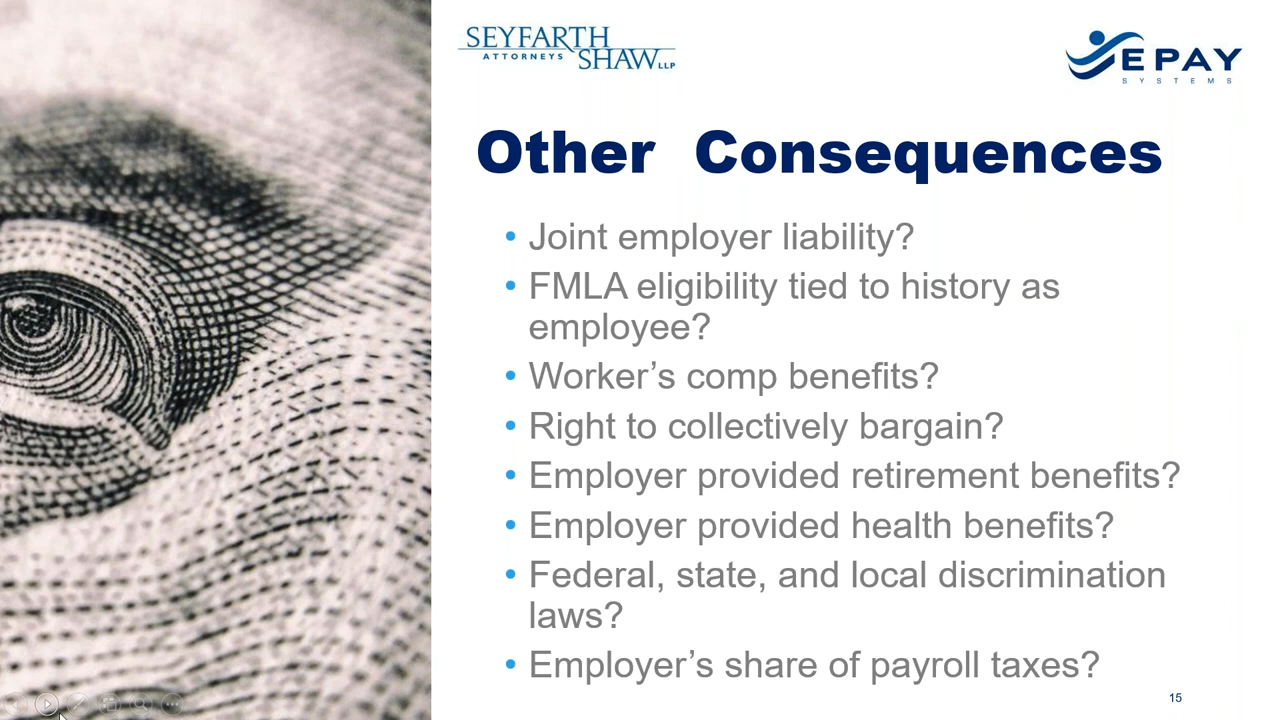 SEYFARTH
ATTORNEYS SHAW LLP
EPAY
SYSTEMS
Other Consequences
• Joint employer liability?
• FMLA eligibility tied to history as
employee?
• Worker’s comp benefits?
• Right to collectively bargain?
• Employer provided retirement benefits?
• Employer provided health benefits?
• Federal, state, and local discrimination
laws?
• Employer’s share of payroll taxes?
15